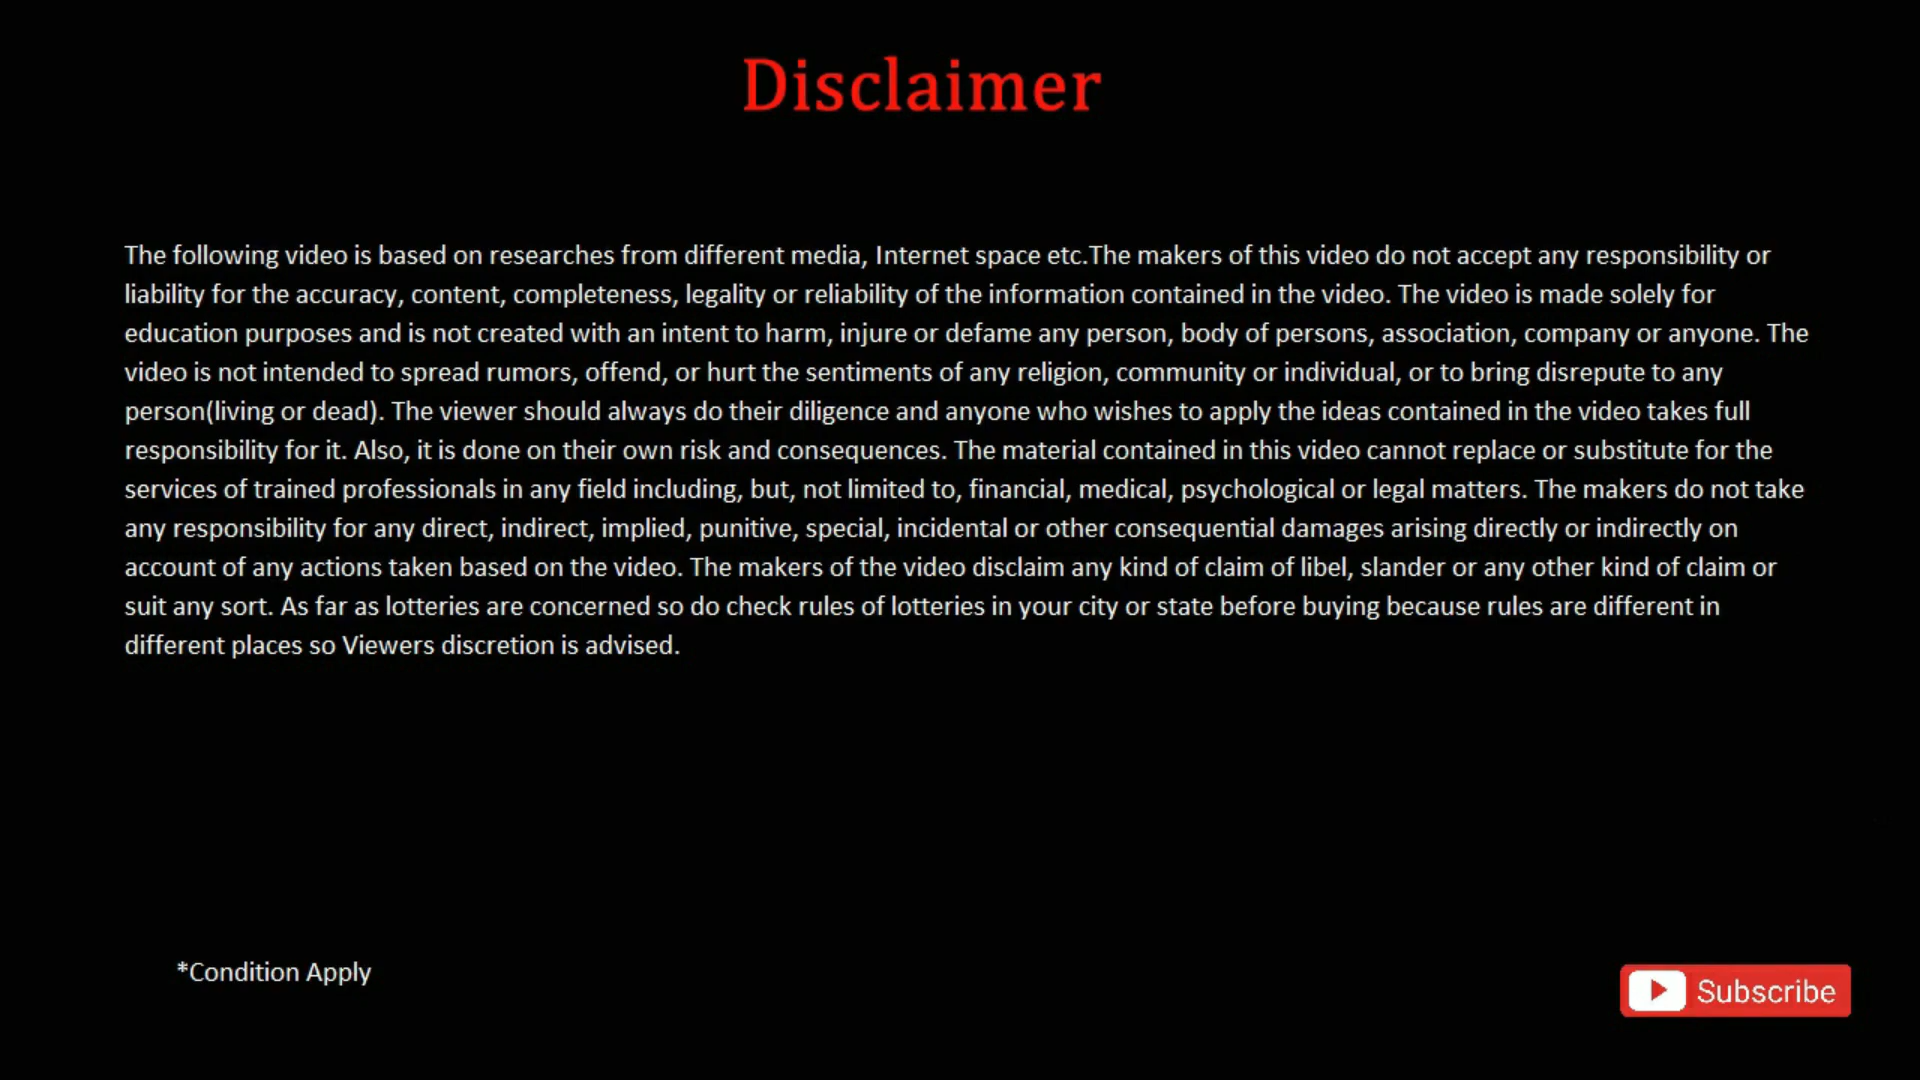 Disclaimer
The following video is based on researches from different media, Internet space etc.The makers of this video do not accept any responsibility or
liability for the accuracy, content, completeness, legality or reliability of the information contained in the video. The video is made solely for
education purposes and is not created with an intent to harm, injure or defame any person, body of persons, association, company or anyone. The
video is not intended to spread rumors, offend, or hurt the sentiments of any religion, community or individual, or to bring disrepute to any
person(living or dead). The viewer should always do their diligence and anyone who wishes to apply the ideas contained in the video takes full
responsibility for it. Also, it is done on their own risk and consequences. The material contained in this video cannot replace or substitute for the
services of trained professionals in any field including, but, not limited to, financial, medical, psychological or legal matters. The makers do not take
any responsibility for any direct, indirect, implied, punitive, special, incidental or other consequential damages arising directly or indirectly on
account of any actions taken based on the video. The makers of the video disclaim any kind of claim of libel, slander or any other kind of claim or
suit any sort. As far as lotteries are concerned so do check rules of lotteries in your city or state before buying because rules are different in
different places so Viewers discretion is advised.
*Condition Apply
Subscribe